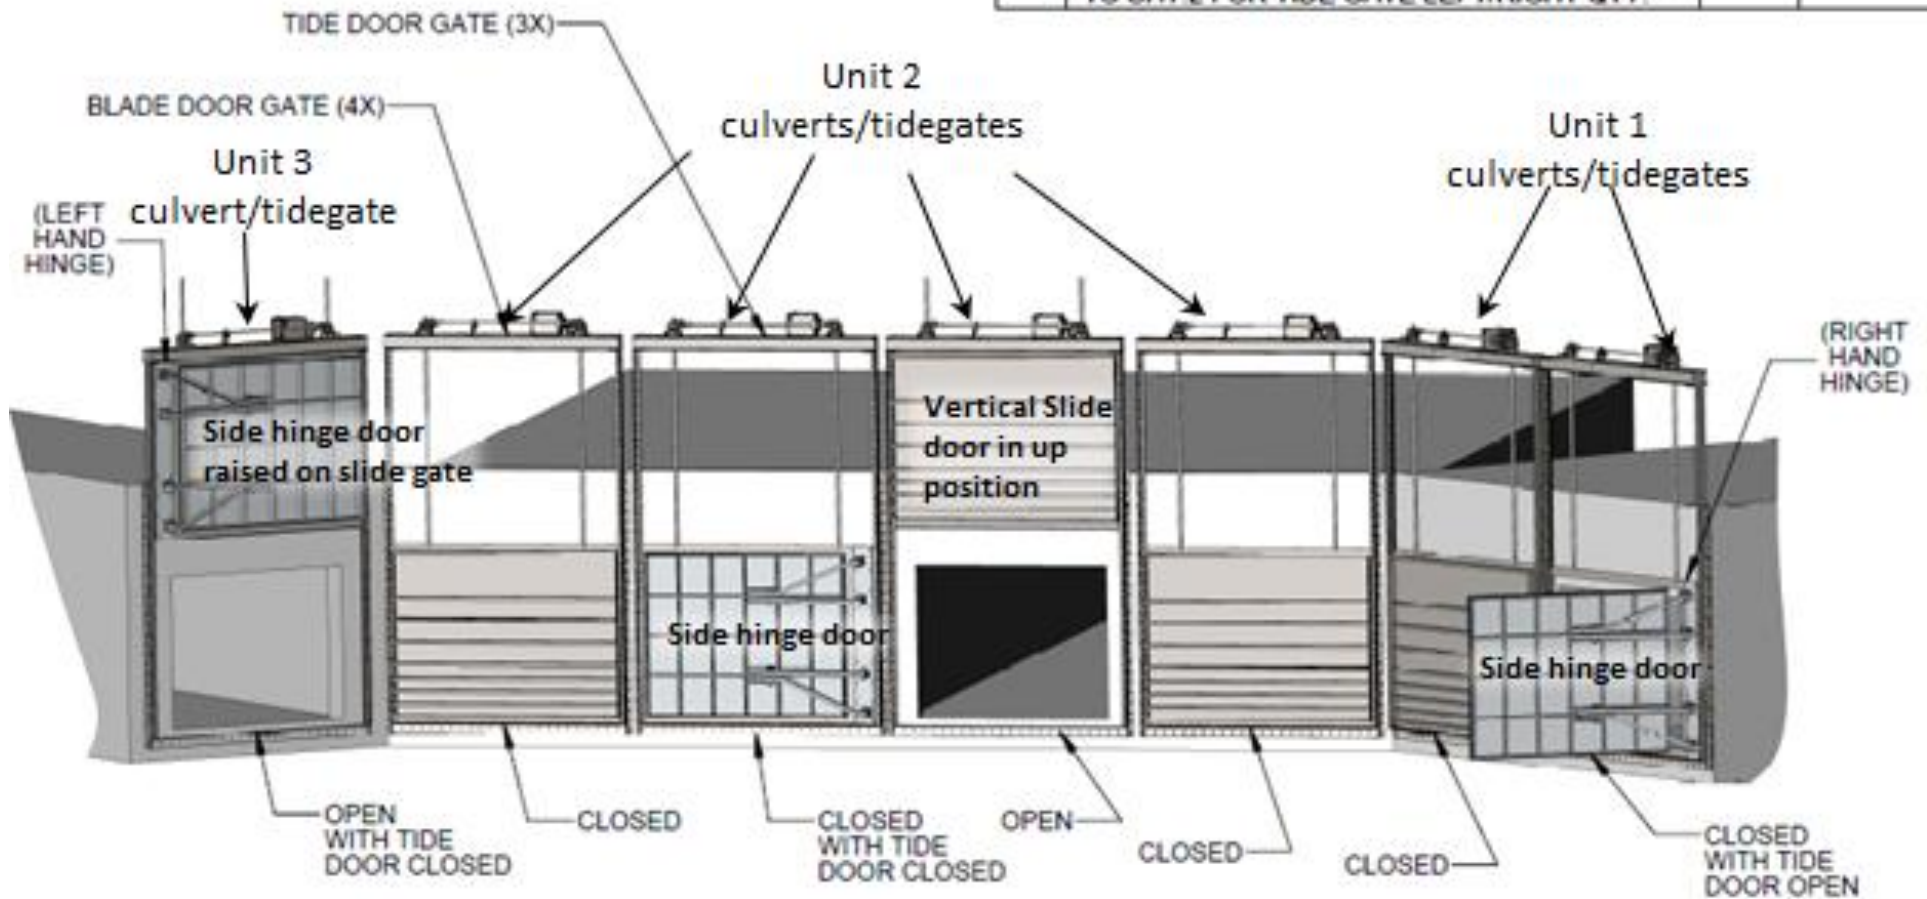 TIDE DOOR GATE (3X)
BLADE DOOR GATE (4X)
Unit 2
culverts/tidegates
Unit 1
culverts/tidegates
Unit 3
culvert/tidegate
(LEFT
HAND
HINGE)
(RIGHT
HAND
HINGE)
Side hinge door
raised on slide gate
Vertical Slide
door in up
position
Side hinge door
Side hinge door
OPEN
WITH TIDE
DOOR CLOSED
CLOSED
CLOSED
WITH TIDE
DOOR CLOSED
OPEN
CLOSED
CLOSED
CLOSED
WITH TIDE
DOOR OPEN